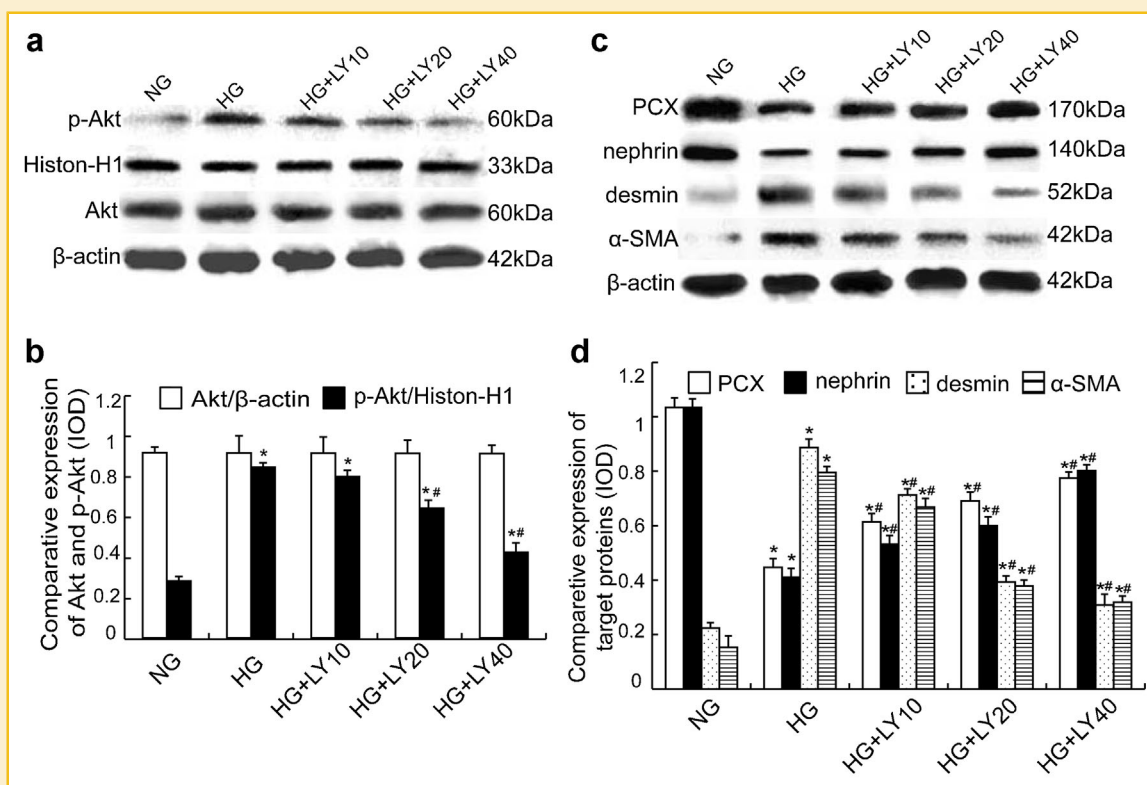 a
NG HG HG+LY10 HG+LY20 HG+LY40
p-Akt 60kDa
Histon-H1 33kDa
Akt 60kDa
β-actin 42kDa
c
NG HG HG+LY10 HG+LY20 HG+LY40
PCX 170kDa
nephrin 140kDa
desmin 52kDa
α-SMA 42kDa
β-actin 42kDa
b
Comparative expression
of Akt and p-Akt (IOD)
Akt/β-actin p-Akt/Histon-H1
1.2
0.8
0.6
0.4
0
* * *# *#
NG HG HG+LY10 HG+LY20 HG+LY40
d
Comparetive expression of
target proteins (IOD)
PCX nephrin desmin α-SMA
1.2
1
0.8
0.6
0.4
0.2
0
* * * * *# *# *# *# *# *# *# *# *# *# *# *#
NG HG HG+LY10 HG+LY20 HG+LY40